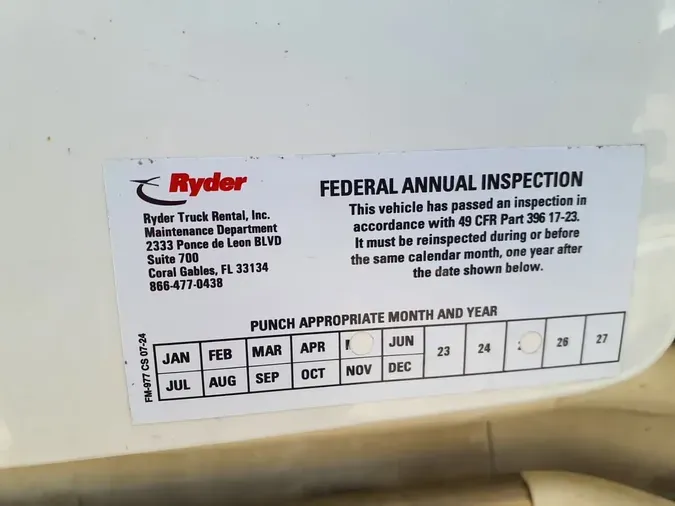 Ryder
Ryder Truck Rental, Inc.
Maintenance Department
2333 Ponce de Leon BLVD
Suite 700
Coral Gables, FL 33134
866-477-0438
FEDERAL ANNUAL INSPECTION
This vehicle has passed an inspection in
accordance with 49 CFR Part 396 17-23.
It must be reinspected during or before
the same calendar month, one year after
the date shown below.
PUNCH APPROPRIATE MONTH AND YEAR
JAN FEB MAR APR JUN 23 24 26 27
JUL AUG SEP OCT NOV DEC
FM-977 CS 07-24